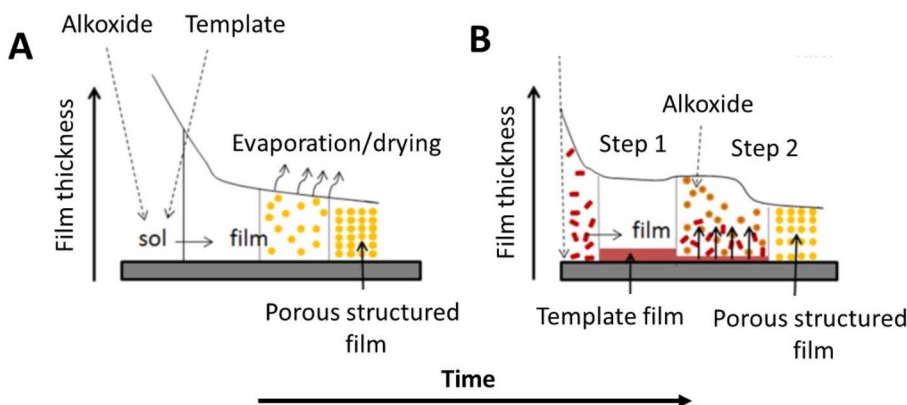 A
Alkoxide
Template
Film thickness
Evaporation/drying
sol
film
Porous structured
film
B
Film thickness
Step 1
Alkoxide
Step 2
film
Template film
Porous structured
film
Time